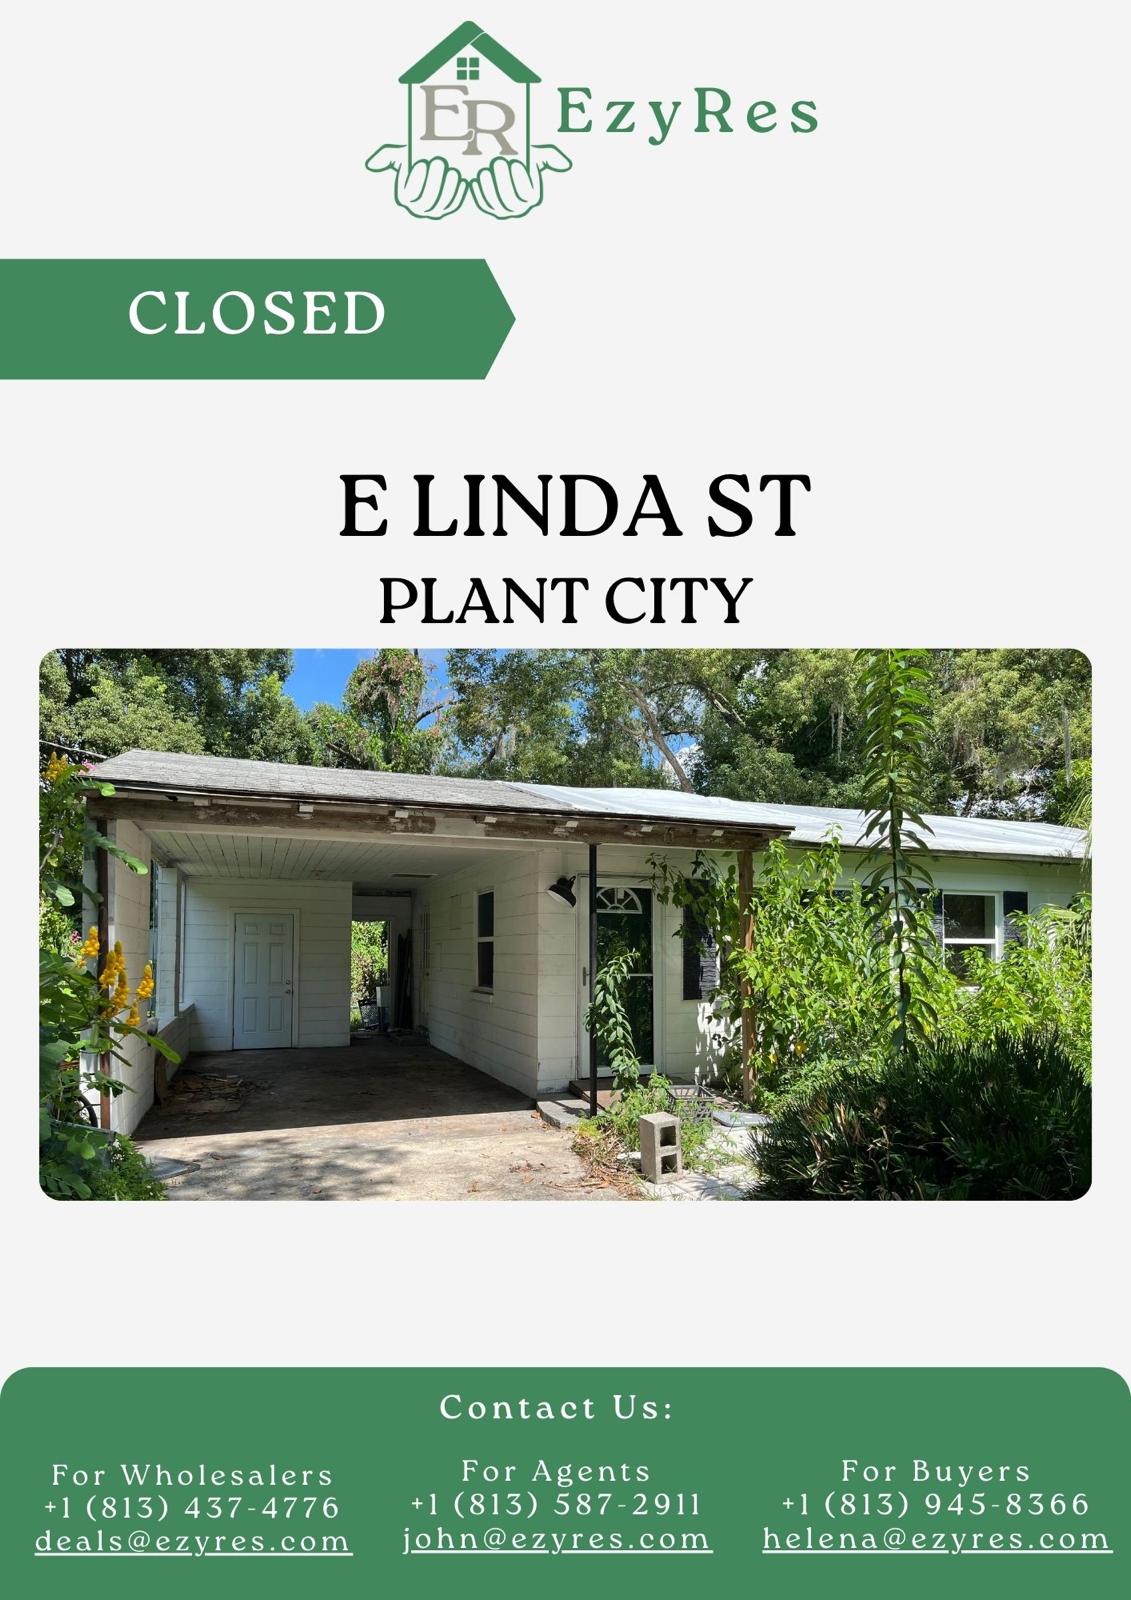 ER
EzyRes
CLOSED
E LINDA ST
PLANT CITY
Contact Us:
For Wholesalers
+1 (813) 437-4776
deals@ezyres.com
For Agents
+1 (813) 587-2911
john@ezyres.com
For Buyers
+1 (813) 945-8366
helena@ezyres.com